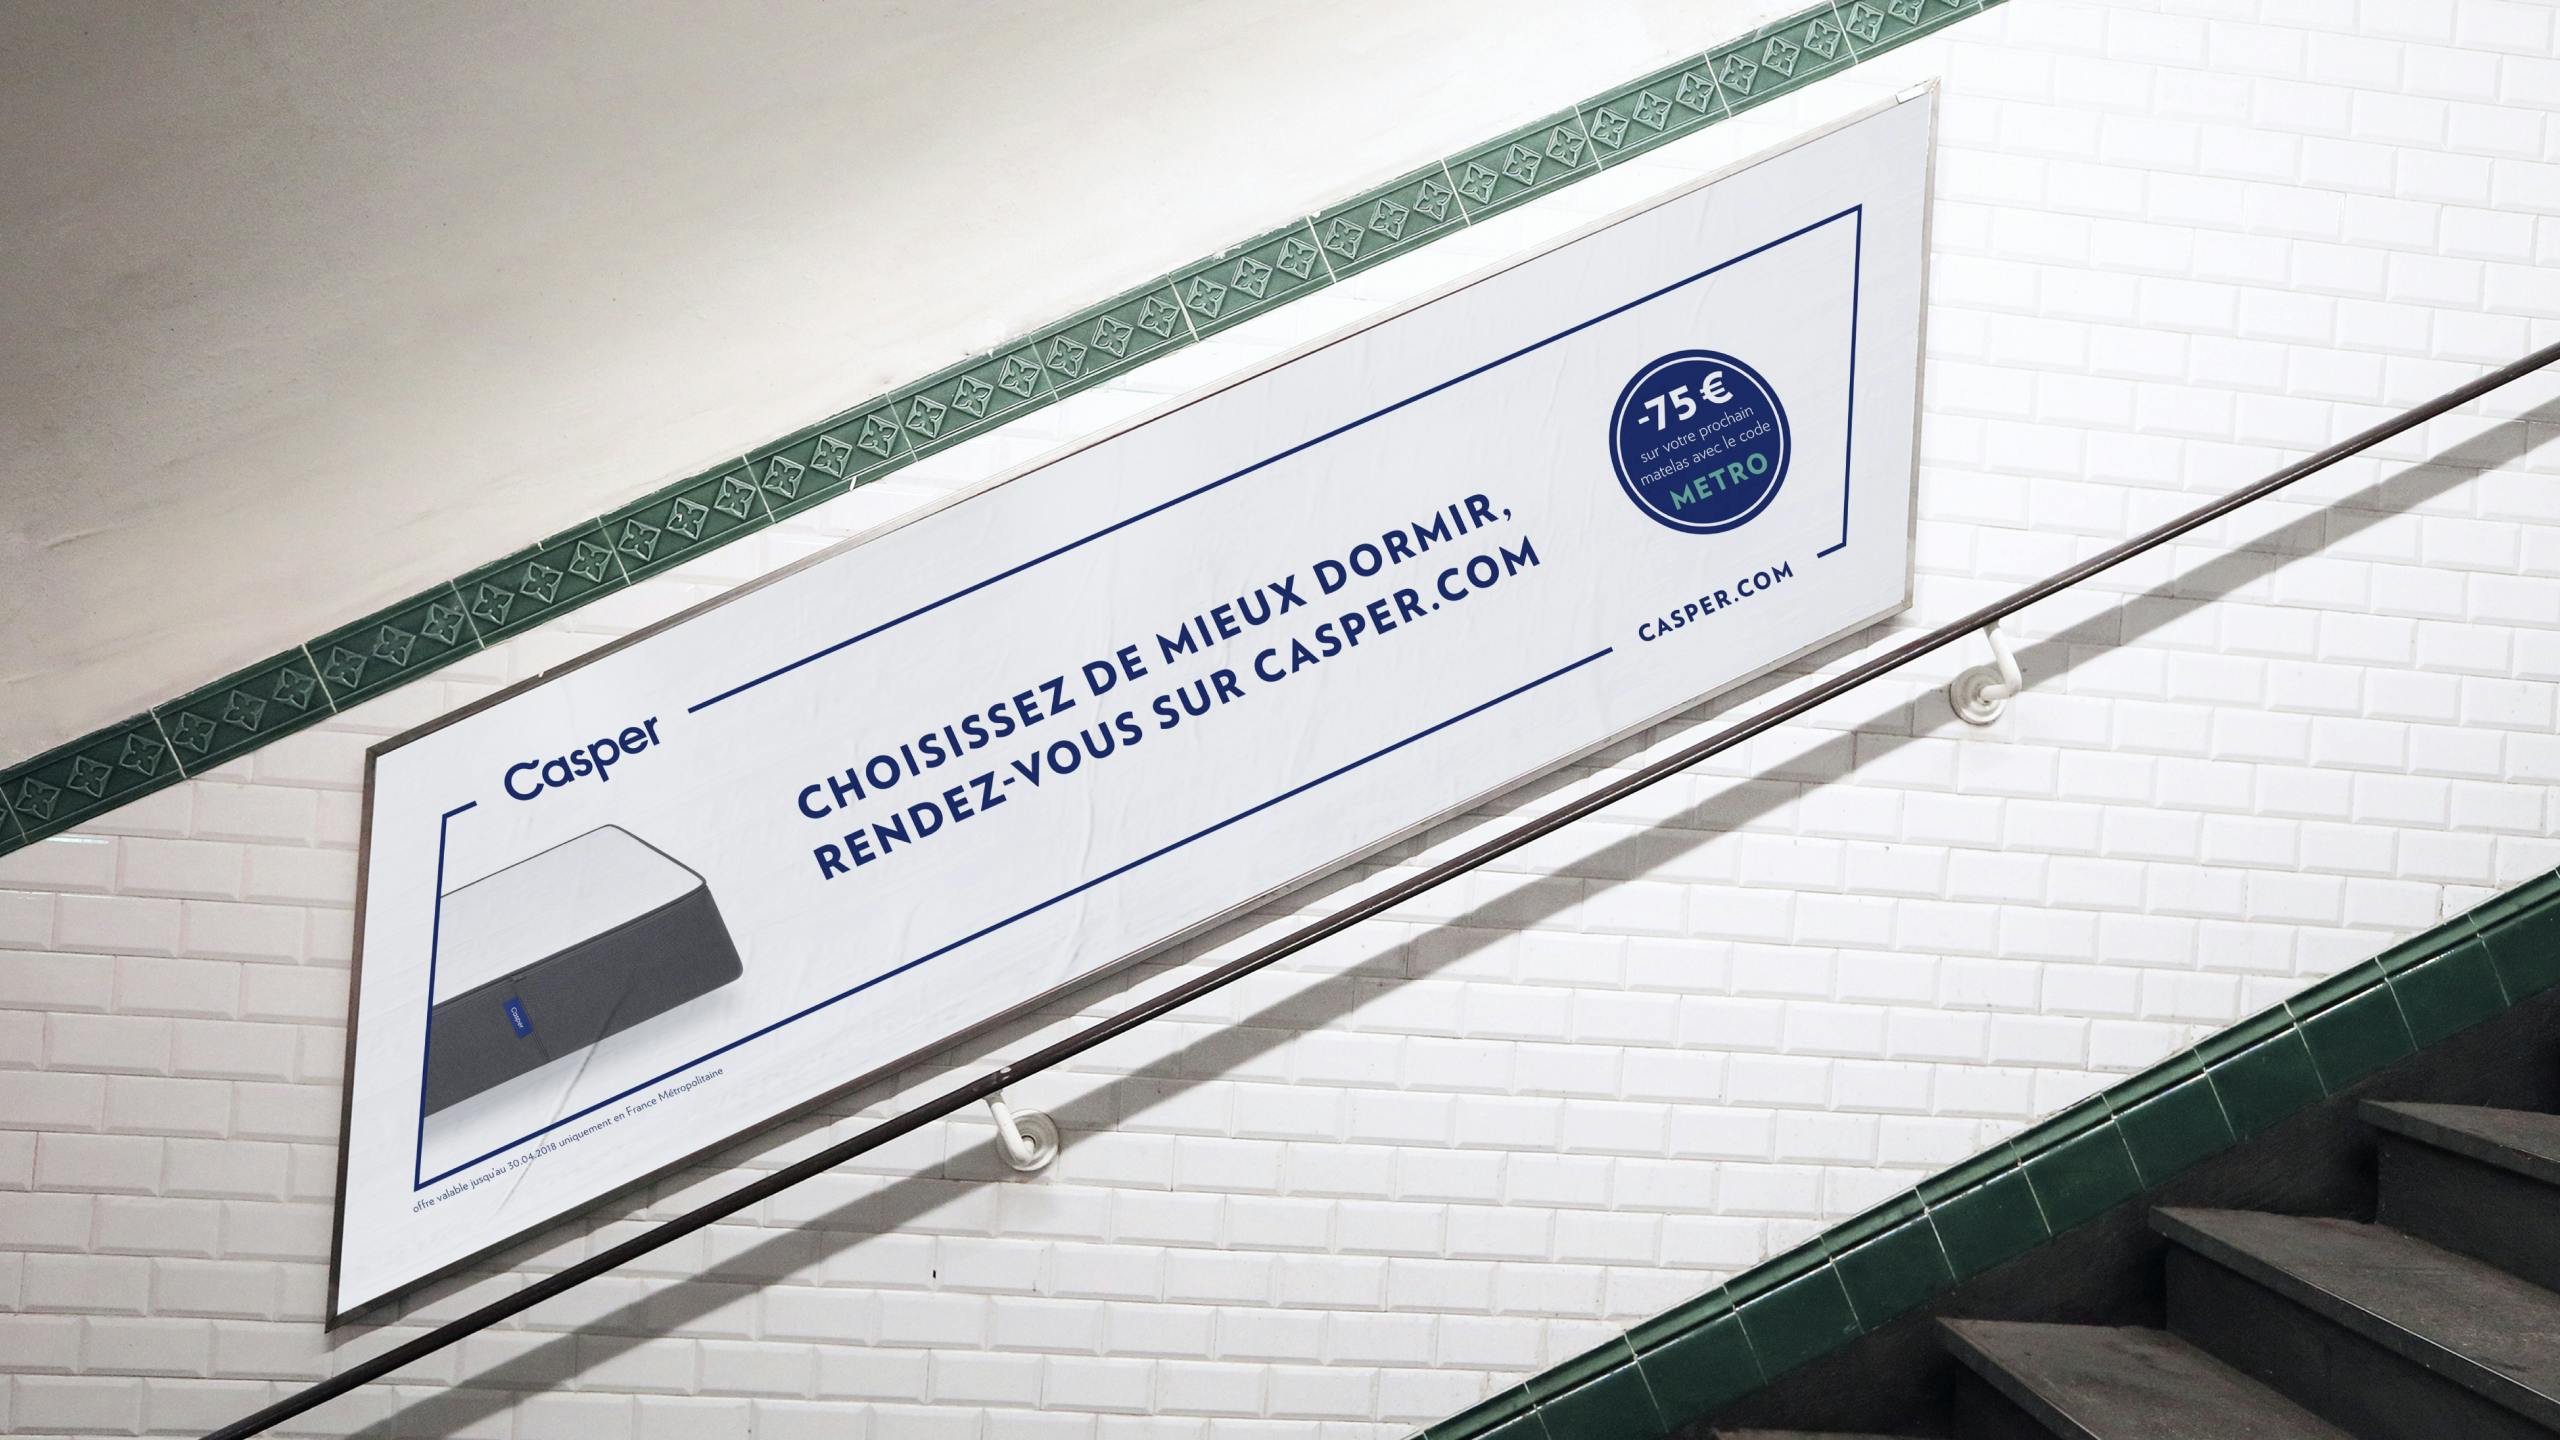 Casper
CHOISISSEZ DE MIEUX DORMIR,
RENDEZ-VOUS SUR CASPER.COM
-75 €
sur votre prochain
matelas avec le code
METRO
CASPER.COM
Casper
offre valable jusqu'au 30.04.2018 uniquement en France Métropolitaine